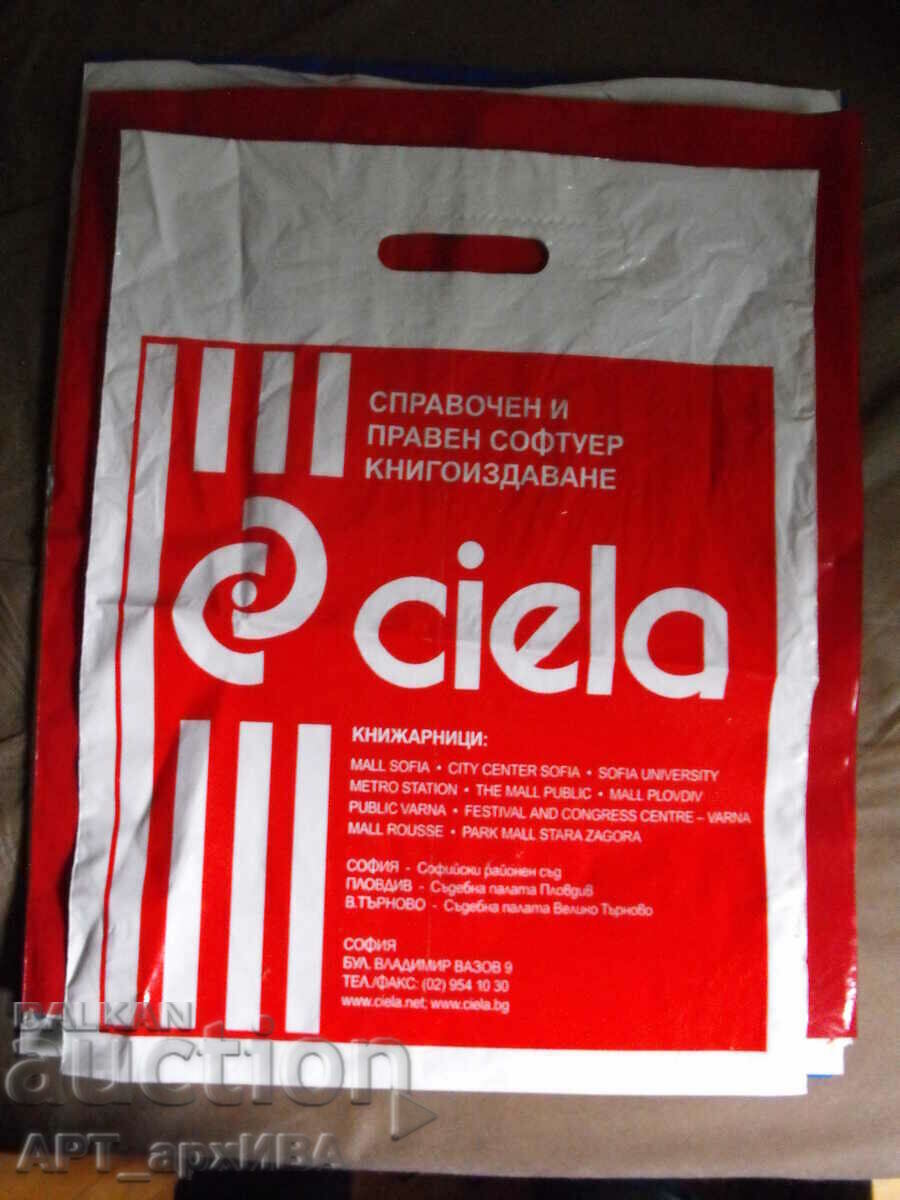 СПРАВОЧЕН И
ПРАВЕН СОФТУЕР
КНИГОИЗДАВАНЕ
ciela
КНИЖАРНИЦИ:
MALL SOFIA • CITY CENTER SOFIA • SOFIA UNIVERSITY
METRO STATION • THE MALL PUBLIC • MALL PLOVDIV
PUBLIC VARNA • FESTIVAL AND CONGRESS CENTRE – VARNA
MALL ROUSSE • PARK MALL STARA ZAGORA
СОФИЯ - Софийски районен съд
ПЛОВДИВ - Съдебна палата Пловдив
В.ТЪРНОВО - Съдебна палата Велико Търново
СОФИЯ
БУЛ. ВЛАДИМИР ВАЗОВ 9
ТЕЛ./ФАКС: (02) 954 10 30
www.ciela.net; www.ciela.bg
BALKAN
auction
АРТ_архИВА